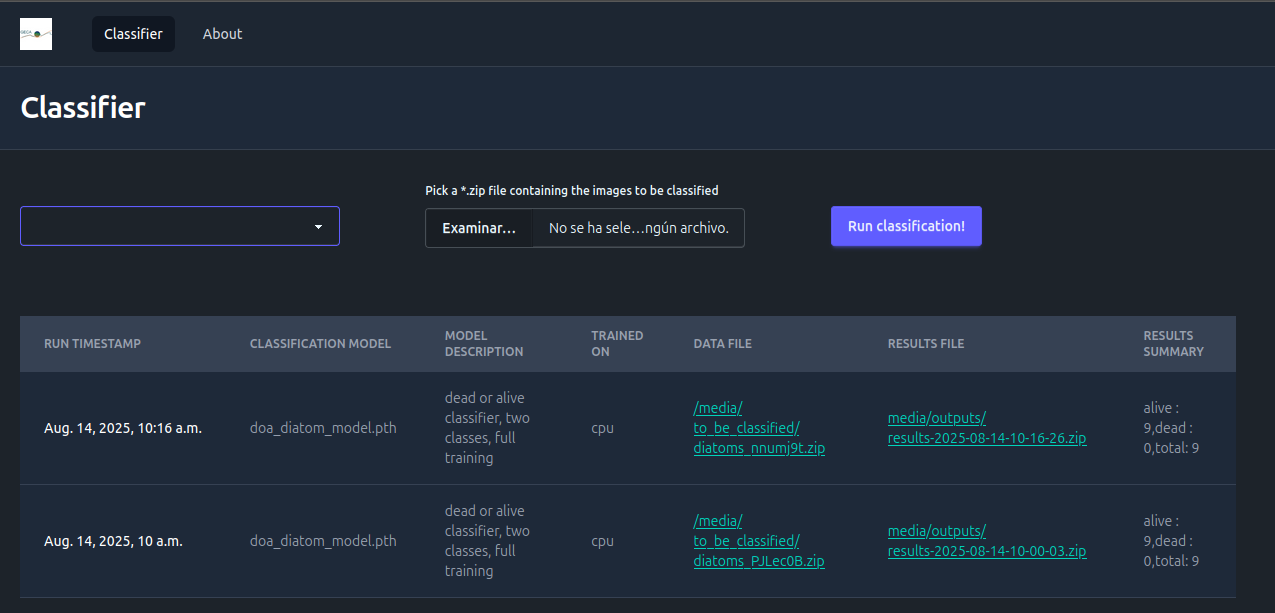 Classifier
About
Classifier
Pick a *.zip file containing the images to be classified
Examinar...
No se ha sele...ngún archivo.
Run classification!
RUN TIMESTAMP
CLASSIFICATION MODEL
MODEL
DESCRIPTION
TRAINED
ON
DATA FILE
RESULTS FILE
RESULTS
SUMMARY
Aug. 14, 2025, 10:16 a.m.
doa_diatom_model.pth
dead or alive
classifier, two
classes, full
training
cpu
/media/
to_be_classified/
diatoms_nnumj9t.zip
media/outputs/
results-2025-08-14-10-16-26.zip
alive :
9,dead :
0,total: 9
Aug. 14, 2025, 10 a.m.
doa_diatom_model.pth
dead or alive
classifier, two
classes, full
training
cpu
/media/
to_be_classified/
diatoms_PJLec0B.zip
media/outputs/
results-2025-08-14-10-00-03.zip
alive :
9,dead :
0,total: 9